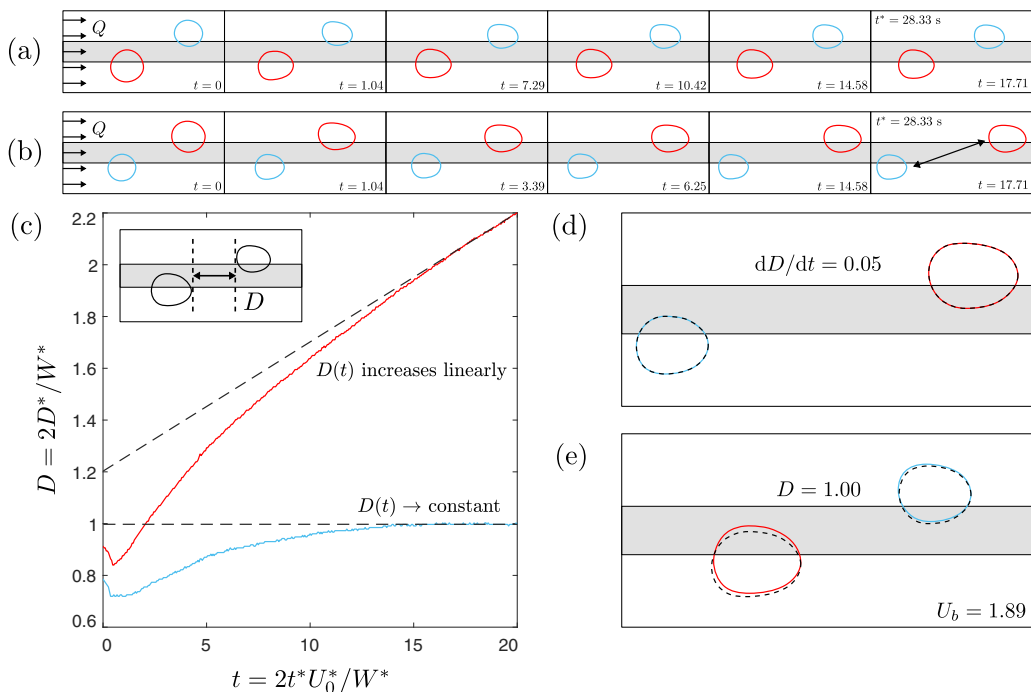 (a)
Q
t* = 28.33 s
t = 0
t = 1.04
t = 7.29
t = 10.42
t = 14.58
t = 17.71
(b)
Q
t* = 28.33 s
t = 0
t = 1.04
t = 3.39
t = 6.25
t = 14.58
t = 17.71
(c)
D = 2D*/W*
2.2
2
1.8
1.6
1.4
1.2
1
0.8
0.6
D
D(t) increases linearly
D(t) → constant
0
5
10
15
20
t = 2t*U₀*/W*
(d)
dD/dt = 0.05
(e)
D = 1.00
U_b = 1.89